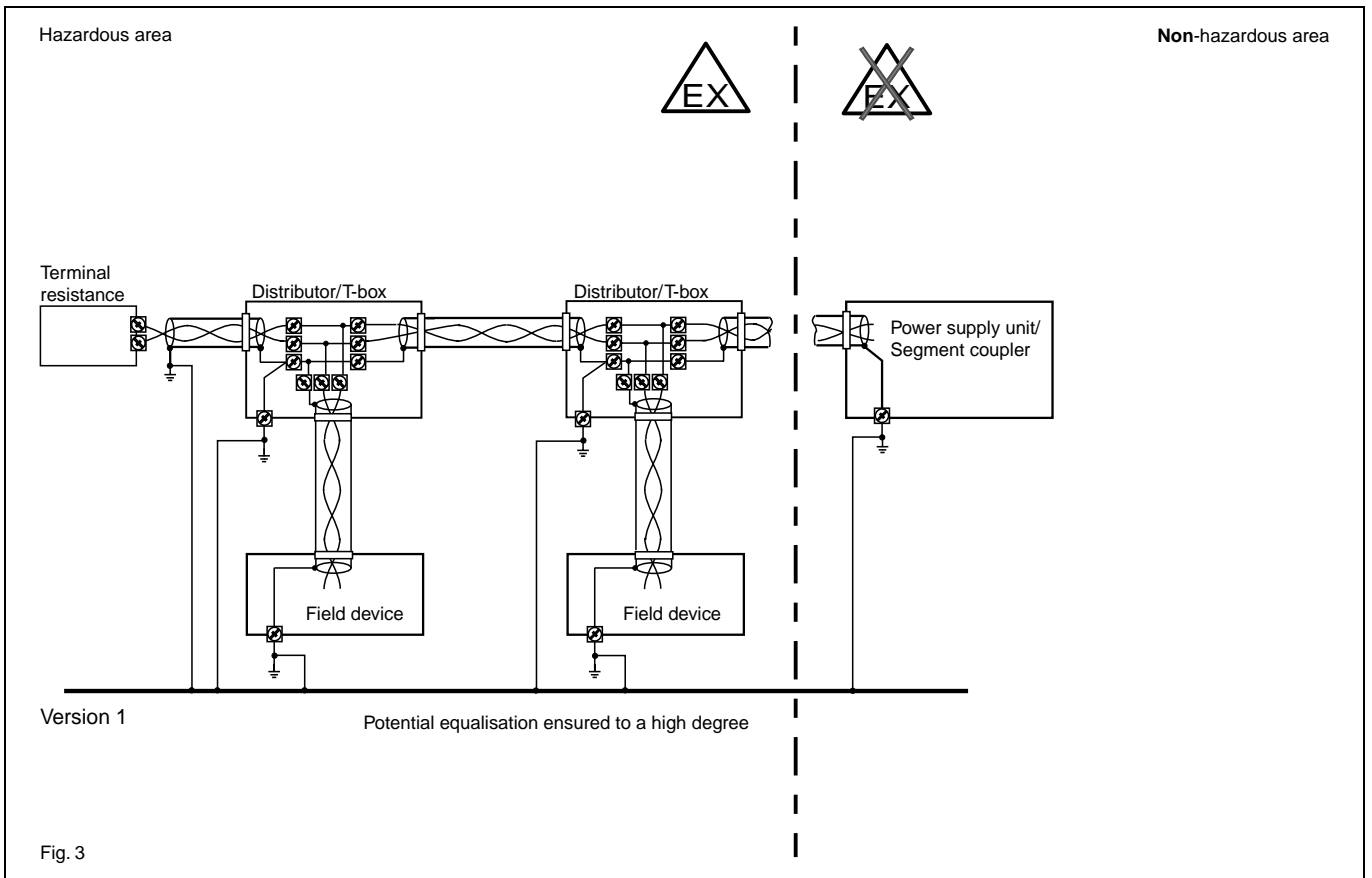 Hazardous area
Non-hazardous area
EX
EX
Terminal
resistance
Distributor/T-box
Distributor/T-box
Power supply unit/
Segment coupler
Field device
Field device
Version 1
Potential equalisation ensured to a high degree
Fig. 3